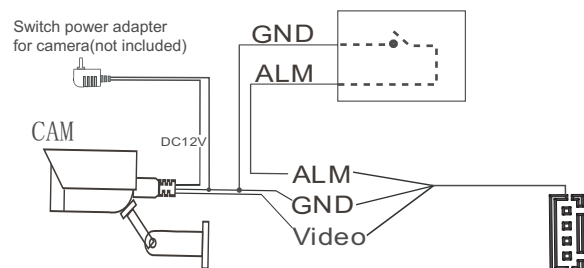 Switch power adapter
for camera(not included)
GND
ALM
CAM
DC12V
ALM
GND
Video